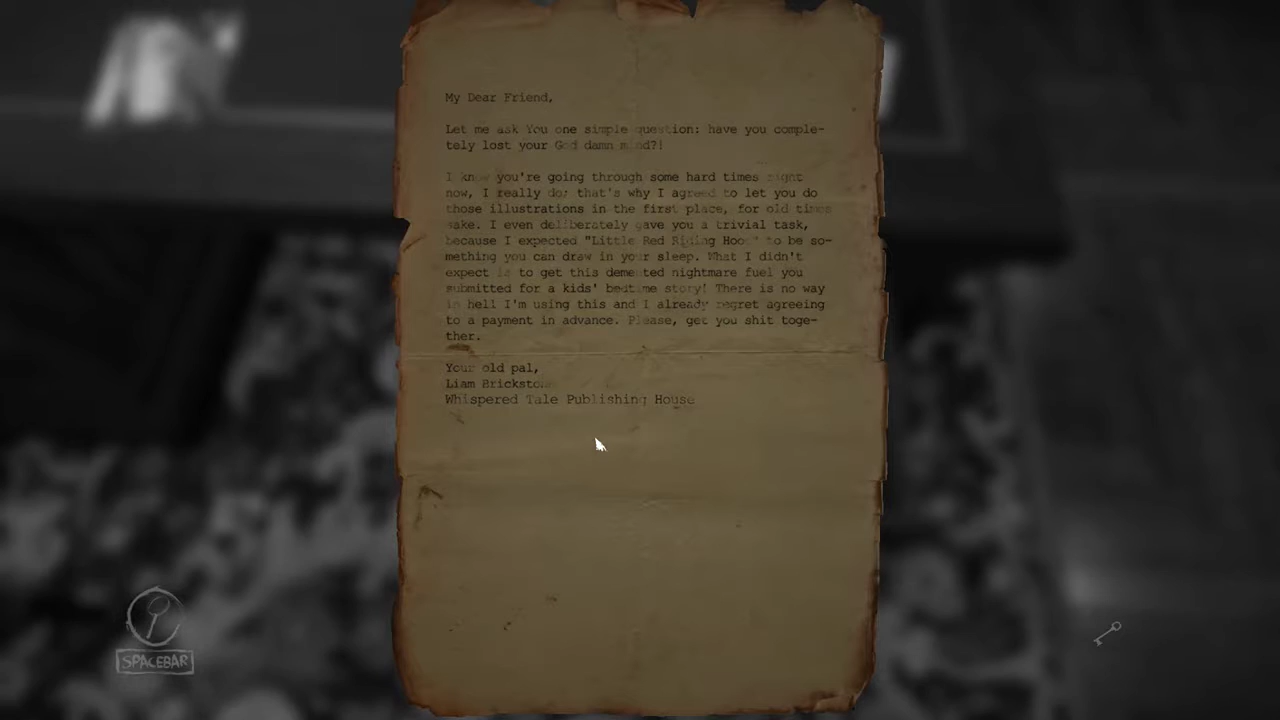 My Dear Friend,
Let me ask You one simple question: have you comple-
tely lost your God damn mind?!
I know you're going through some hard times right
now, I really do; that's why I agreed to let you do
those illustrations in the first place, for old times
sake. I even deliberately gave you a trivial task,
because I expected "Little Red Riding Hood" to be so-
mething you can draw in your sleep. What I didn't
expect is to get this demented nightmare fuel you
submitted for a kids' bedtime story! There is no way
in hell I'm using this and I already regret agreeing
to a payment in advance. Please, get you shit toge-
ther.
Your old pal,
Liam Brickstone
Whispered Tale Publishing House
SPACEBAR